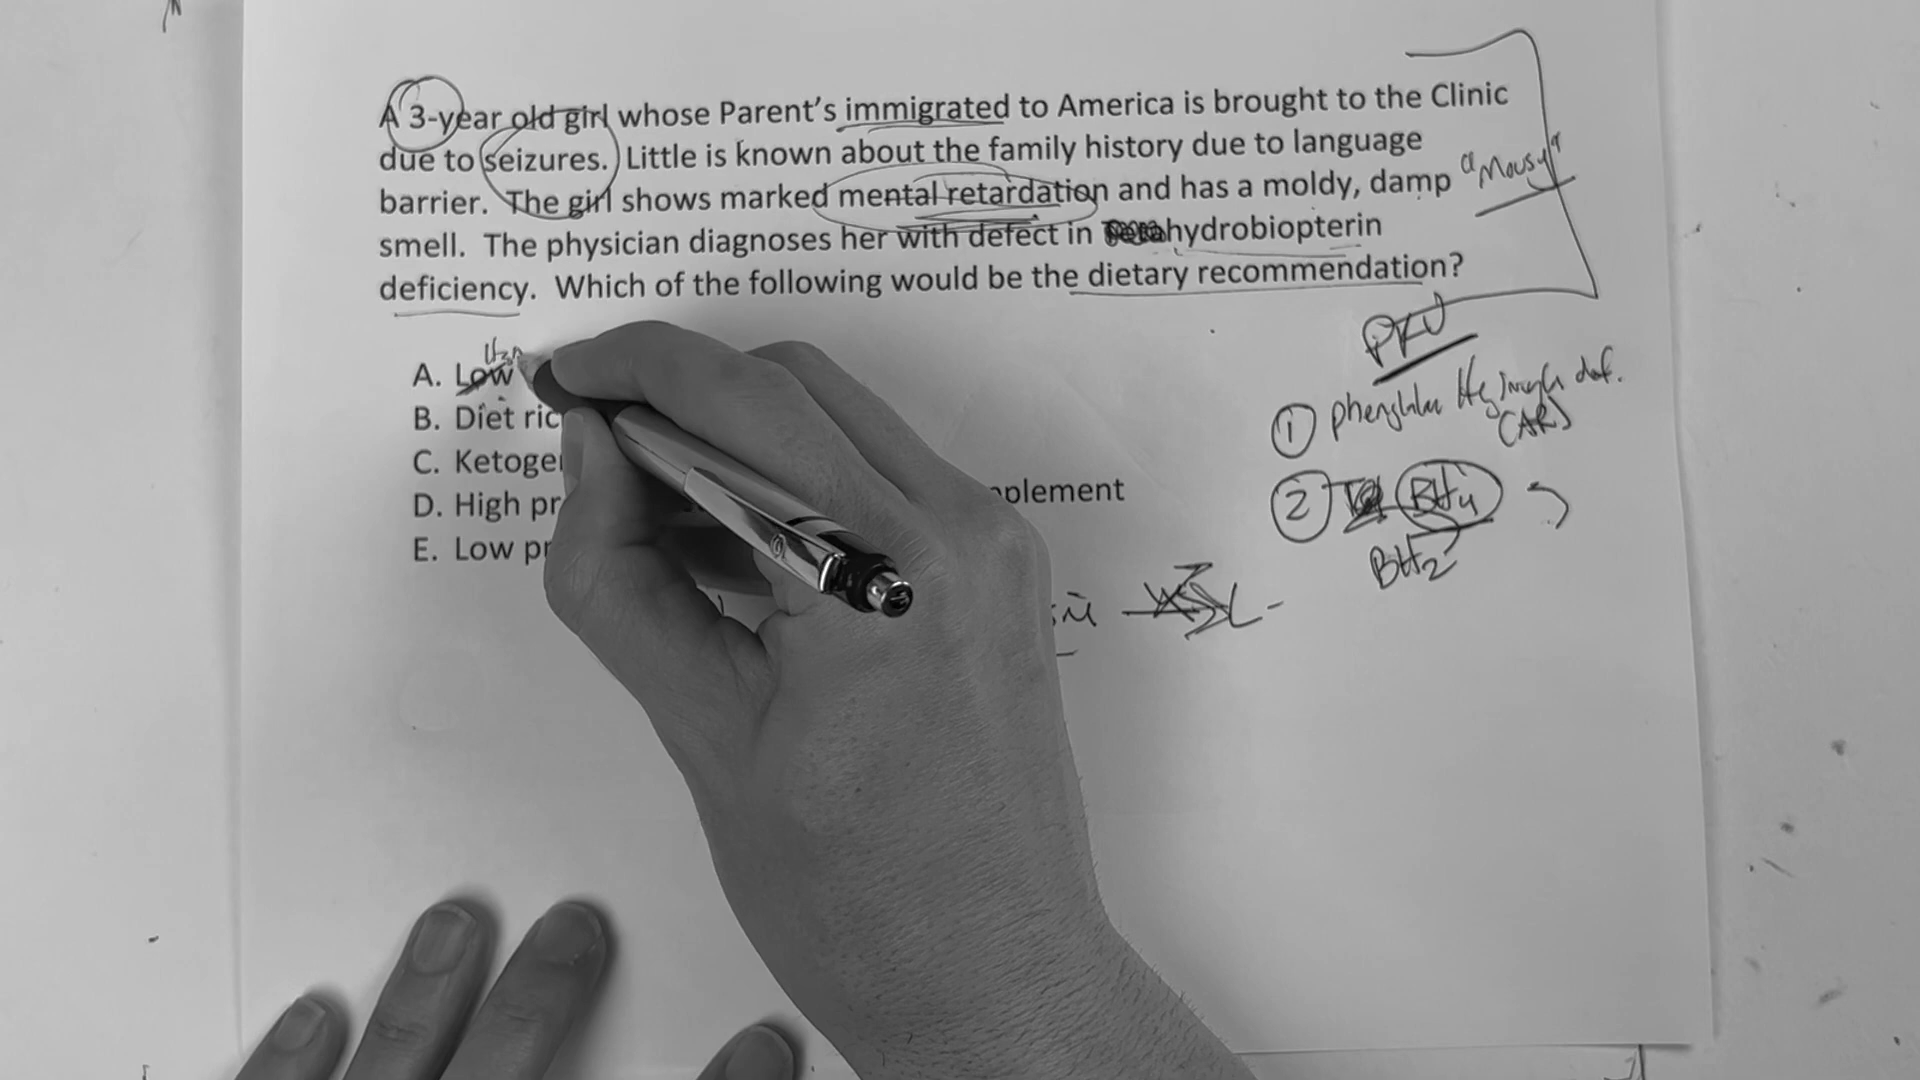 A 3-year old girl whose Parent's immigrated to America is brought to the Clinic
due to seizures. Little is known about the family history due to language
barrier. The girl shows marked mental retardation and has a moldy, damp "Mousy"
smell. The physician diagnoses her with defect in hydrobiopterin
deficiency. Which of the following would be the dietary recommendation?
PKU
A. Low
B. Diet ric
C. Ketoge
D. High pr plement
E. Low pr
① def.
CARS
② BH4
BH2